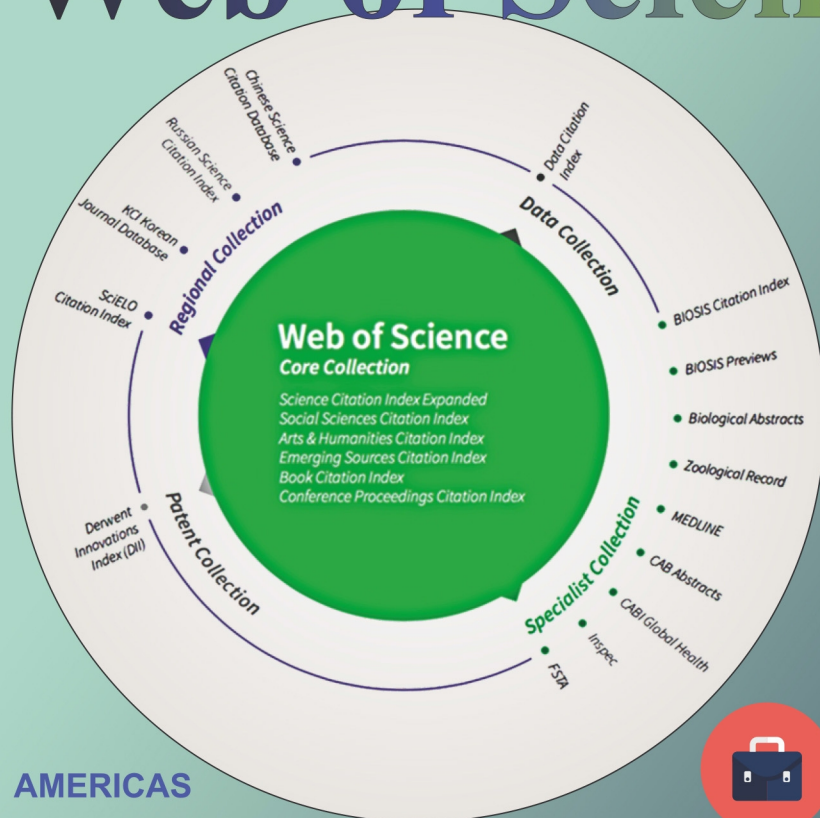 Web of Scien
Chinese Science
Citation Database
Russian Science
Citation Index
KCI Korean
Journal Database
SciELO
Citation Index
Regional Collection
Data Citation
Index
Data Collection
BIOSIS Citation Index
BIOSIS Previews
Biological Abstracts
Zoological Record
MEDLINE
CAB Abstracts
CABI Global Health
Inspec
FSTA
Specialist Collection
Web of Science
Core Collection
Science Citation Index Expanded
Social Sciences Citation Index
Arts & Humanities Citation Index
Emerging Sources Citation Index
Book Citation Index
Conference Proceedings Citation Index
Patent Collection
Derwent
Innovations
Index (DII)
AMERICAS